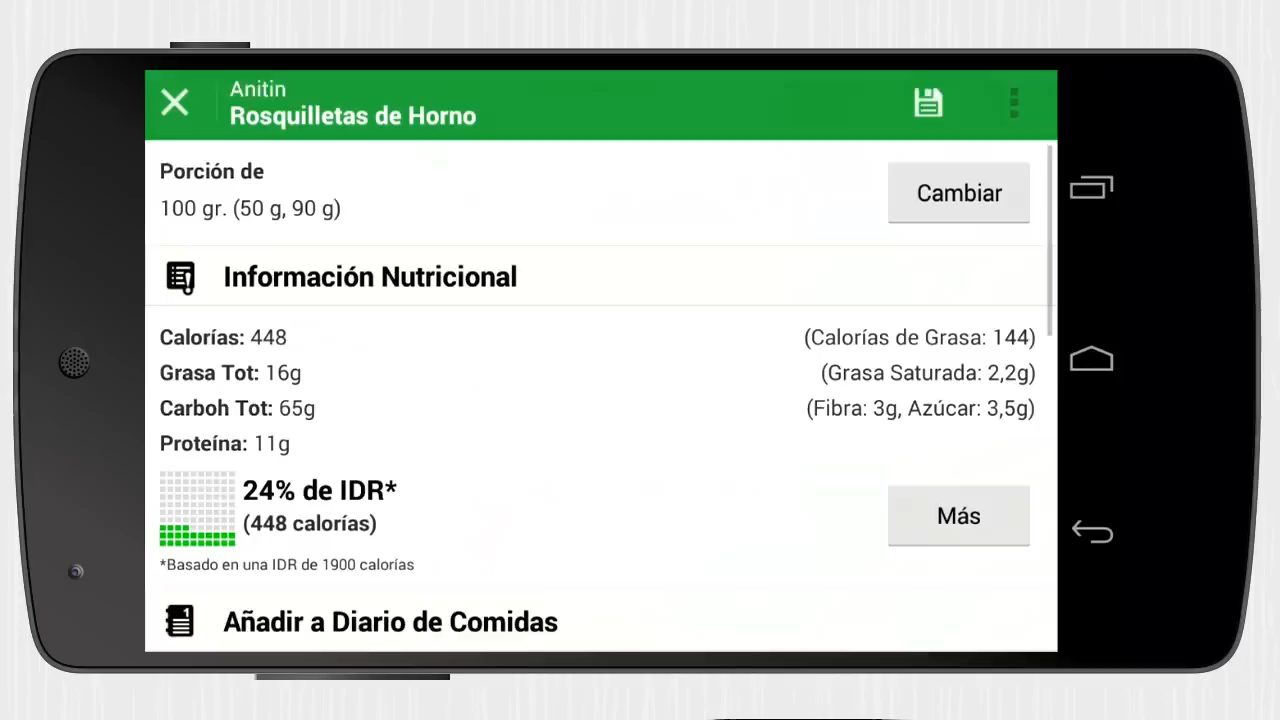 Anitin
Rosquilletas de Horno
Porción de
100 gr. (50 g, 90 g)
Cambiar
Información Nutricional
Calorías: 448
(Calorías de Grasa: 144)
Grasa Tot: 16g
(Grasa Saturada: 2,2g)
Carboh Tot: 65g
(Fibra: 3g, Azúcar: 3,5g)
Proteína: 11g
24% de IDR*
(448 calorías)
Más
*Basado en una IDR de 1900 calorías
1
Añadir a Diario de Comidas